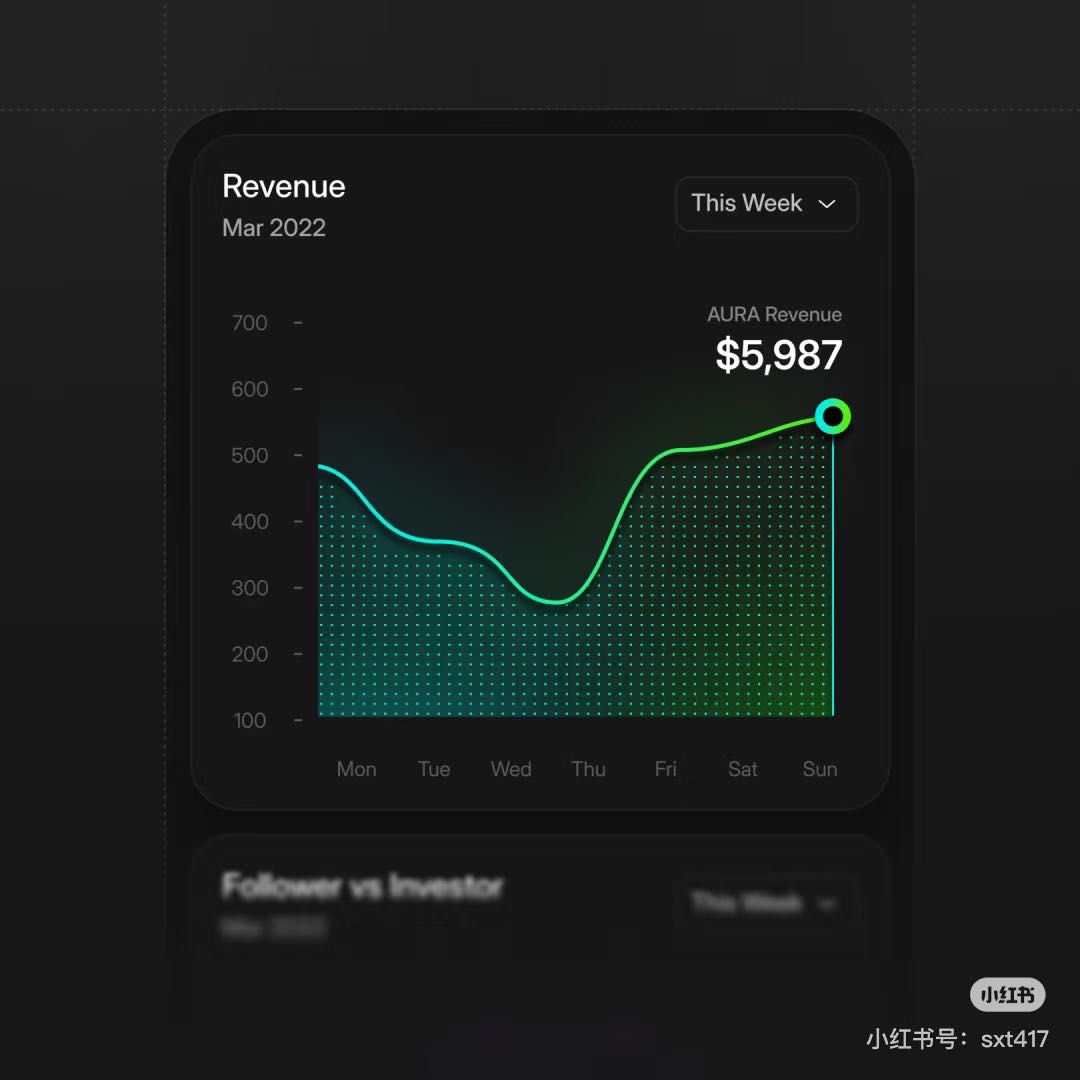 Revenue
Mar 2022
This Week
AURA Revenue
$5,987
700
600
500
400
300
200
100
Mon Tue Wed Thu Fri Sat Sun
Follower vs Investor
This Week
Mar 2022
小红书
小红书号：sxt417